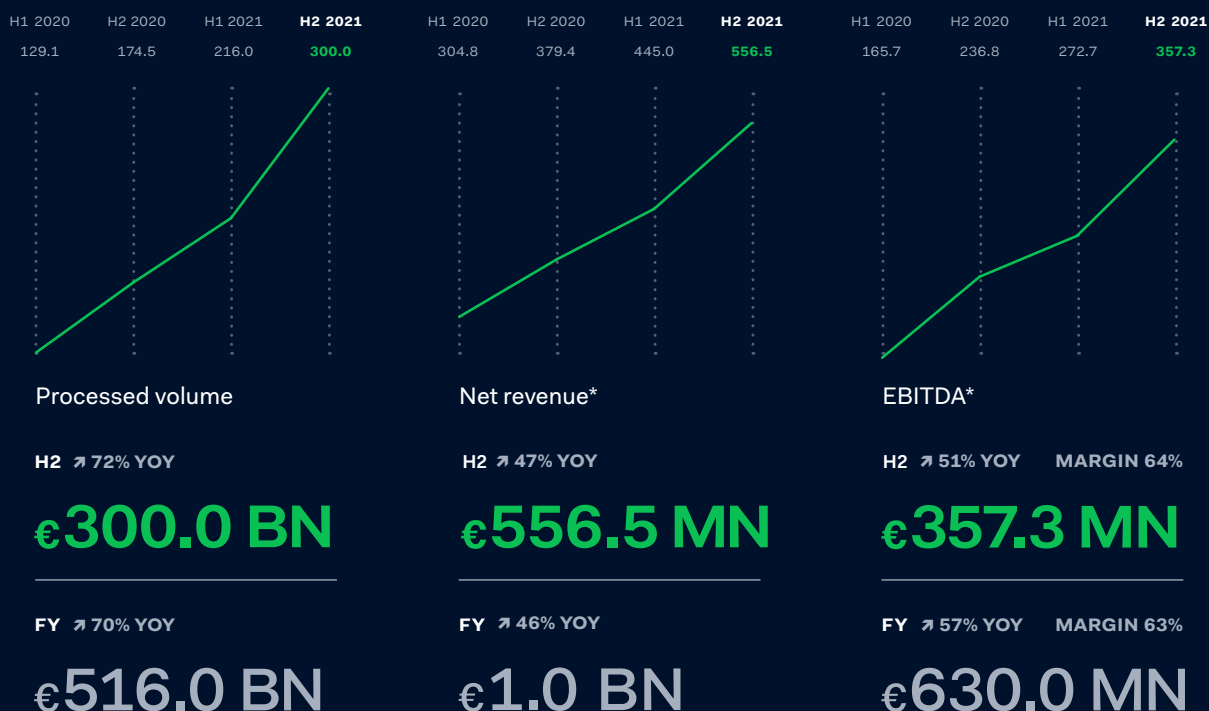 H1 2020 H2 2020 H1 2021 H2 2021
129.1 174.5 216.0 300.0
Processed volume
H2 ↗ 72% YOY
€300.0 BN
FY ↗ 70% YOY
€516.0 BN
H1 2020 H2 2020 H1 2021 H2 2021
304.8 379.4 445.0 556.5
Net revenue*
H2 ↗ 47% YOY
€556.5 MN
FY ↗ 46% YOY
€1.0 BN
H1 2020 H2 2020 H1 2021 H2 2021
165.7 236.8 272.7 357.3
EBITDA*
H2 ↗ 51% YOY MARGIN 64%
€357.3 MN
FY ↗ 57% YOY MARGIN 63%
€630.0 MN